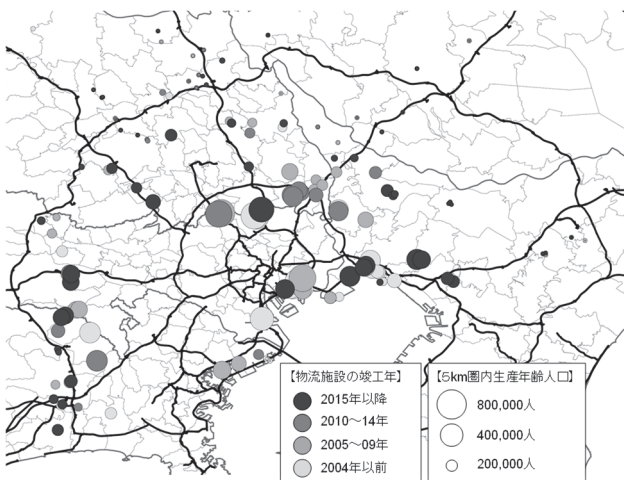 【物流施設の竣工年】
2015年以降
2010～14年
2005～09年
2004年以前
【5km圏内生産年齢人口】
800,000人
400,000人
200,000人